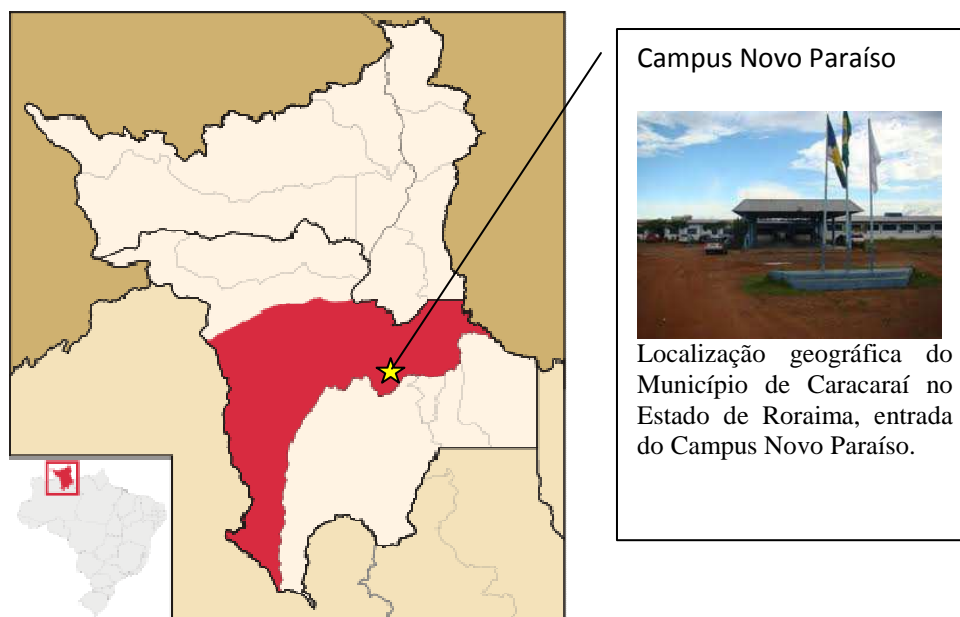 Campus Novo Paraíso
Localização geográfica do
Município de Caracaraí no
Estado de Roraima, entrada
do Campus Novo Paraíso.